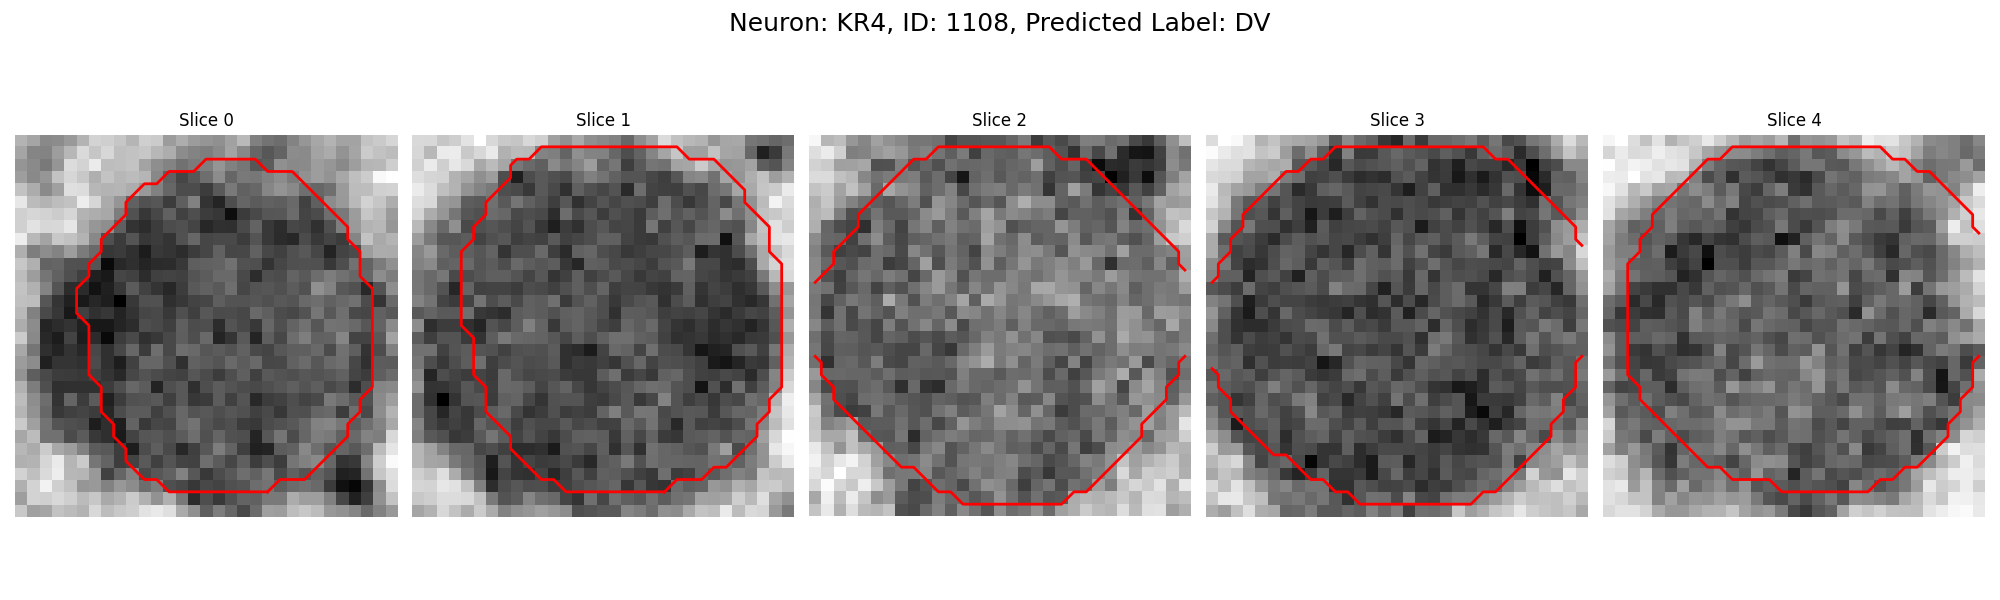 Neuron: KR4, ID: 1108, Predicted Label: DV
Slice 0
Slice 1
Slice 2
Slice 3
Slice 4